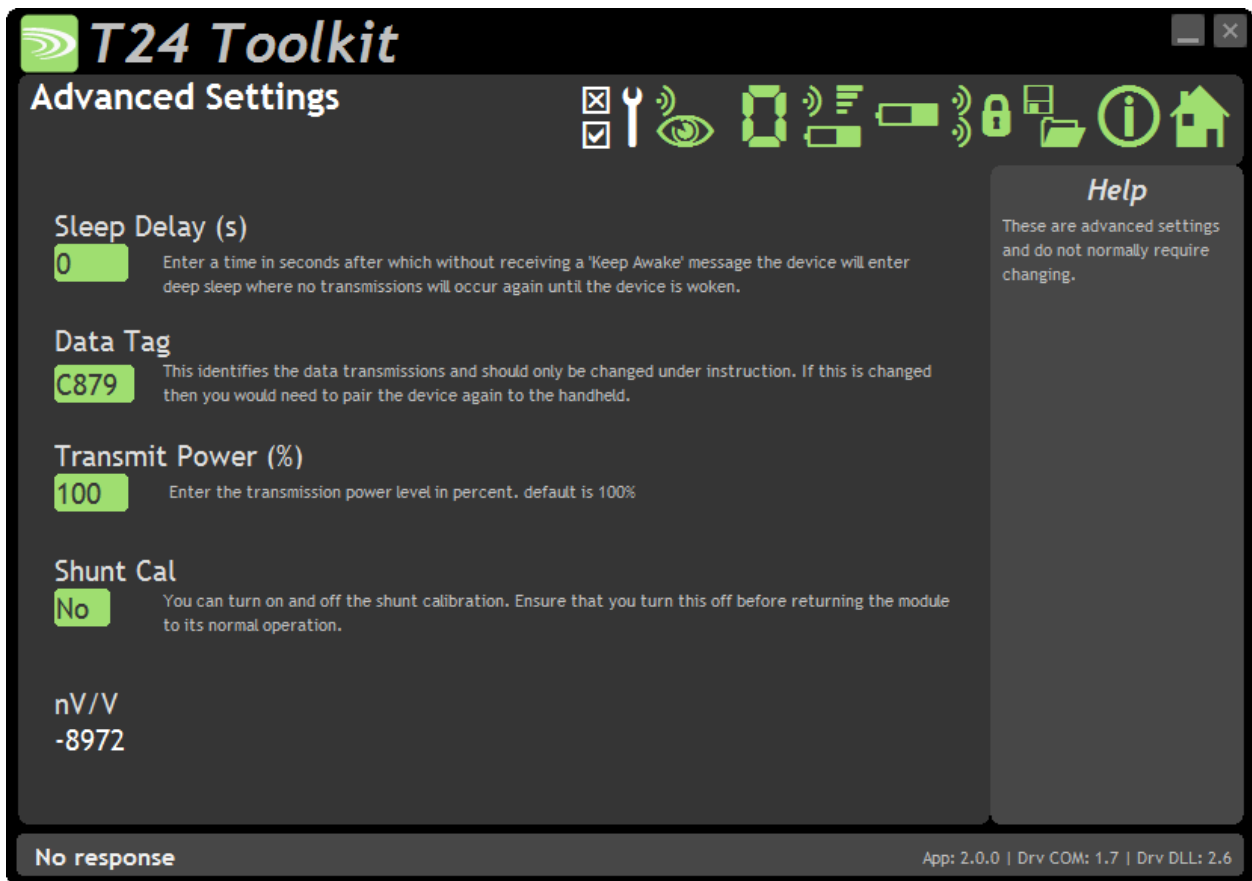 T24 Toolkit
Advanced Settings
Sleep Delay (s)
0
Enter a time in seconds after which without receiving a 'Keep Awake' message the device will enter
deep sleep where no transmissions will occur again until the device is woken.
Data Tag
C879
This identifies the data transmissions and should only be changed under instruction. If this is changed
then you would need to pair the device again to the handheld.
Transmit Power (%)
100
Enter the transmission power level in percent. default is 100%
Shunt Cal
No
You can turn on and off the shunt calibration. Ensure that you turn this off before returning the module
to its normal operation.
nV/V
-8972
Help
These are advanced settings
and do not normally require
changing.
No response
App: 2.0.0 | Drv COM: 1.7 | Drv DLL: 2.6